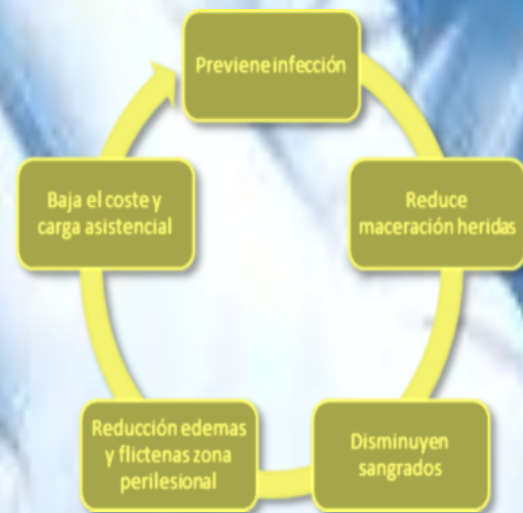 Previene infección
Reduce
maceración heridas
Disminuyen
sangrados
Reducción edemas
y flictenas zona
perilesional
Baja el coste y
carga asistencial